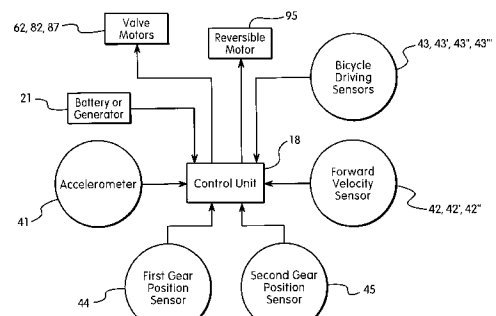 62, 82, 87
Valve
Motors
95
Reversible
Motor
43, 43', 43", 43"'
Bicycle
Driving
Sensors
21
Battery or
Generator
18
Accelerometer
41
Control Unit
Forward
Velocity
Sensor
42, 42', 42"
First Gear
Position
Sensor
44
Second Gear
Position
Sensor
45